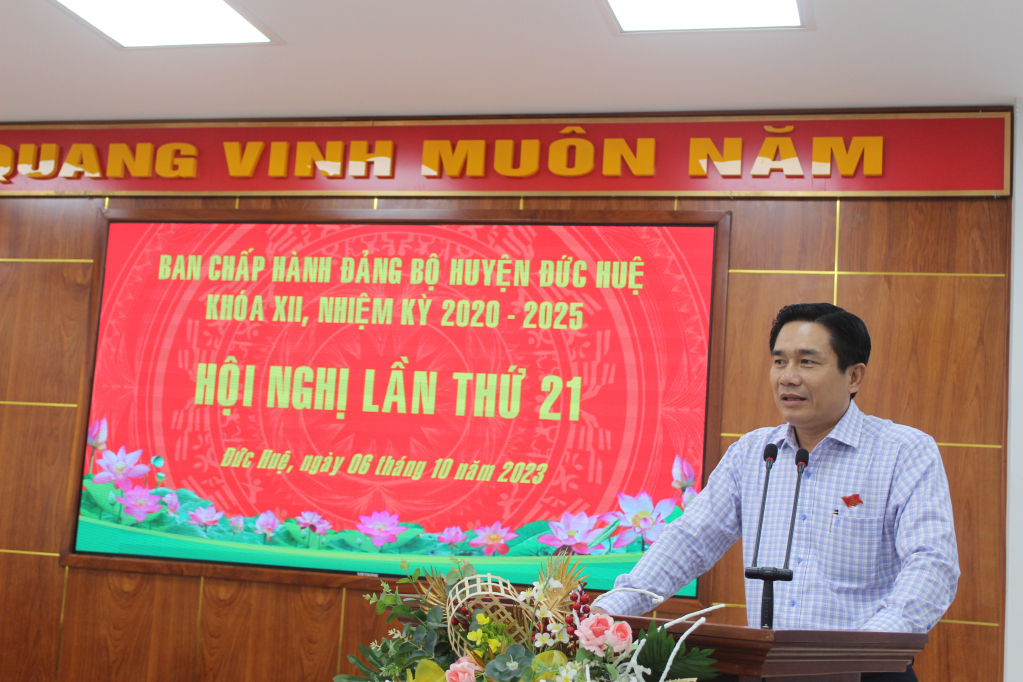 QUANG VINH MUÔN NĂM
BAN CHẤP HÀNH ĐẢNG BỘ HUYỆN ĐỨC HUỆ
KHÓA XII, NHIỆM KỲ 2020 - 2025
HỘI NGHỊ LẦN THỨ 21
Đức Huệ, ngày 06 tháng 10 năm 2023